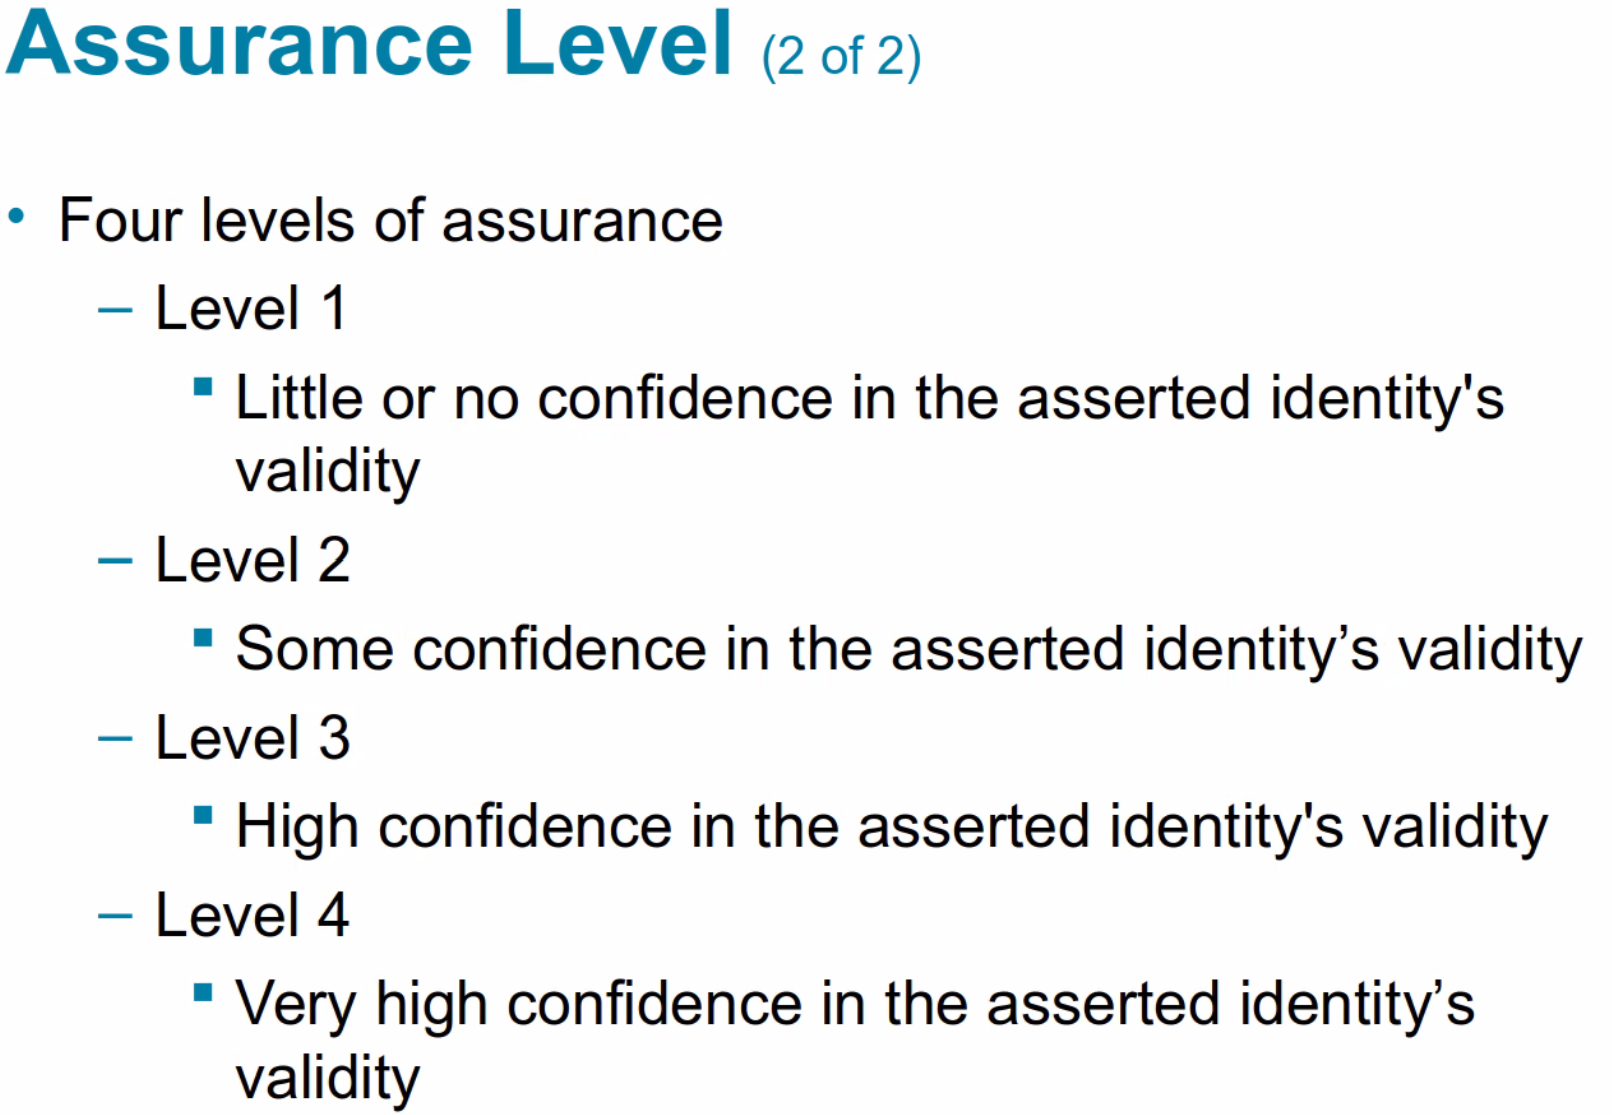 Assurance Level (2 of 2)
• Four levels of assurance
– Level 1
▪ Little or no confidence in the asserted identity's
validity
– Level 2
▪ Some confidence in the asserted identity’s validity
– Level 3
▪ High confidence in the asserted identity's validity
– Level 4
▪ Very high confidence in the asserted identity’s
validity